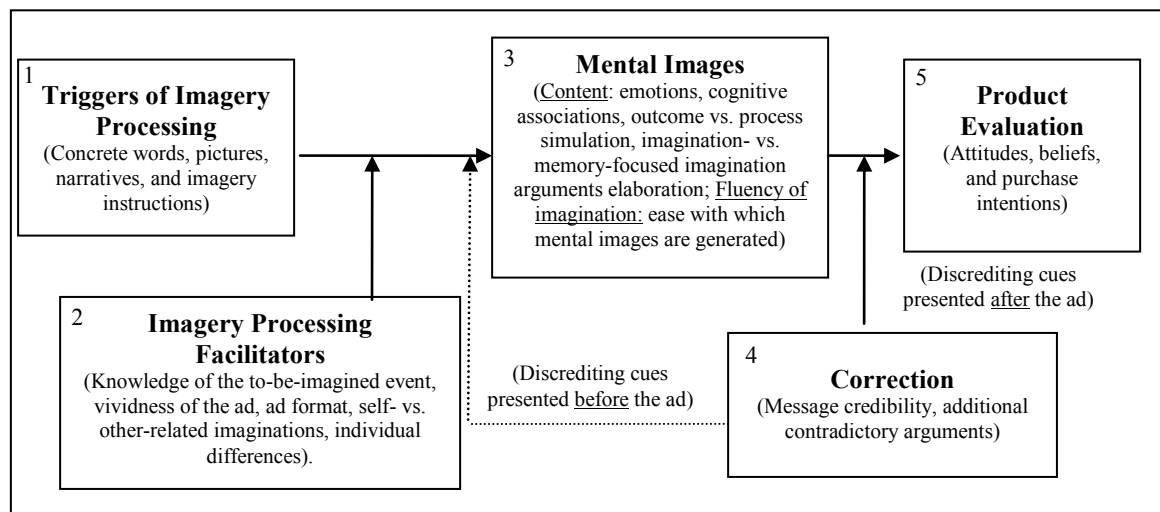 1
Triggers of Imagery
Processing
(Concrete words, pictures,
narratives, and imagery
instructions)
2
Imagery Processing
Facilitators
(Knowledge of the to-be-imagined event,
vividness of the ad, ad format, self- vs.
other-related imaginations, individual
differences).
3
Mental Images
(Content: emotions, cognitive
associations, outcome vs. process
simulation, imagination- vs.
memory-focused imagination
arguments elaboration; Fluency of
imagination: ease with which
mental images are generated)
(Discrediting cues
presented before the ad)
4
Correction
(Message credibility, additional
contradictory arguments)
(Discrediting cues
presented after the ad)
5
Product
Evaluation
(Attitudes, beliefs,
and purchase
intentions)